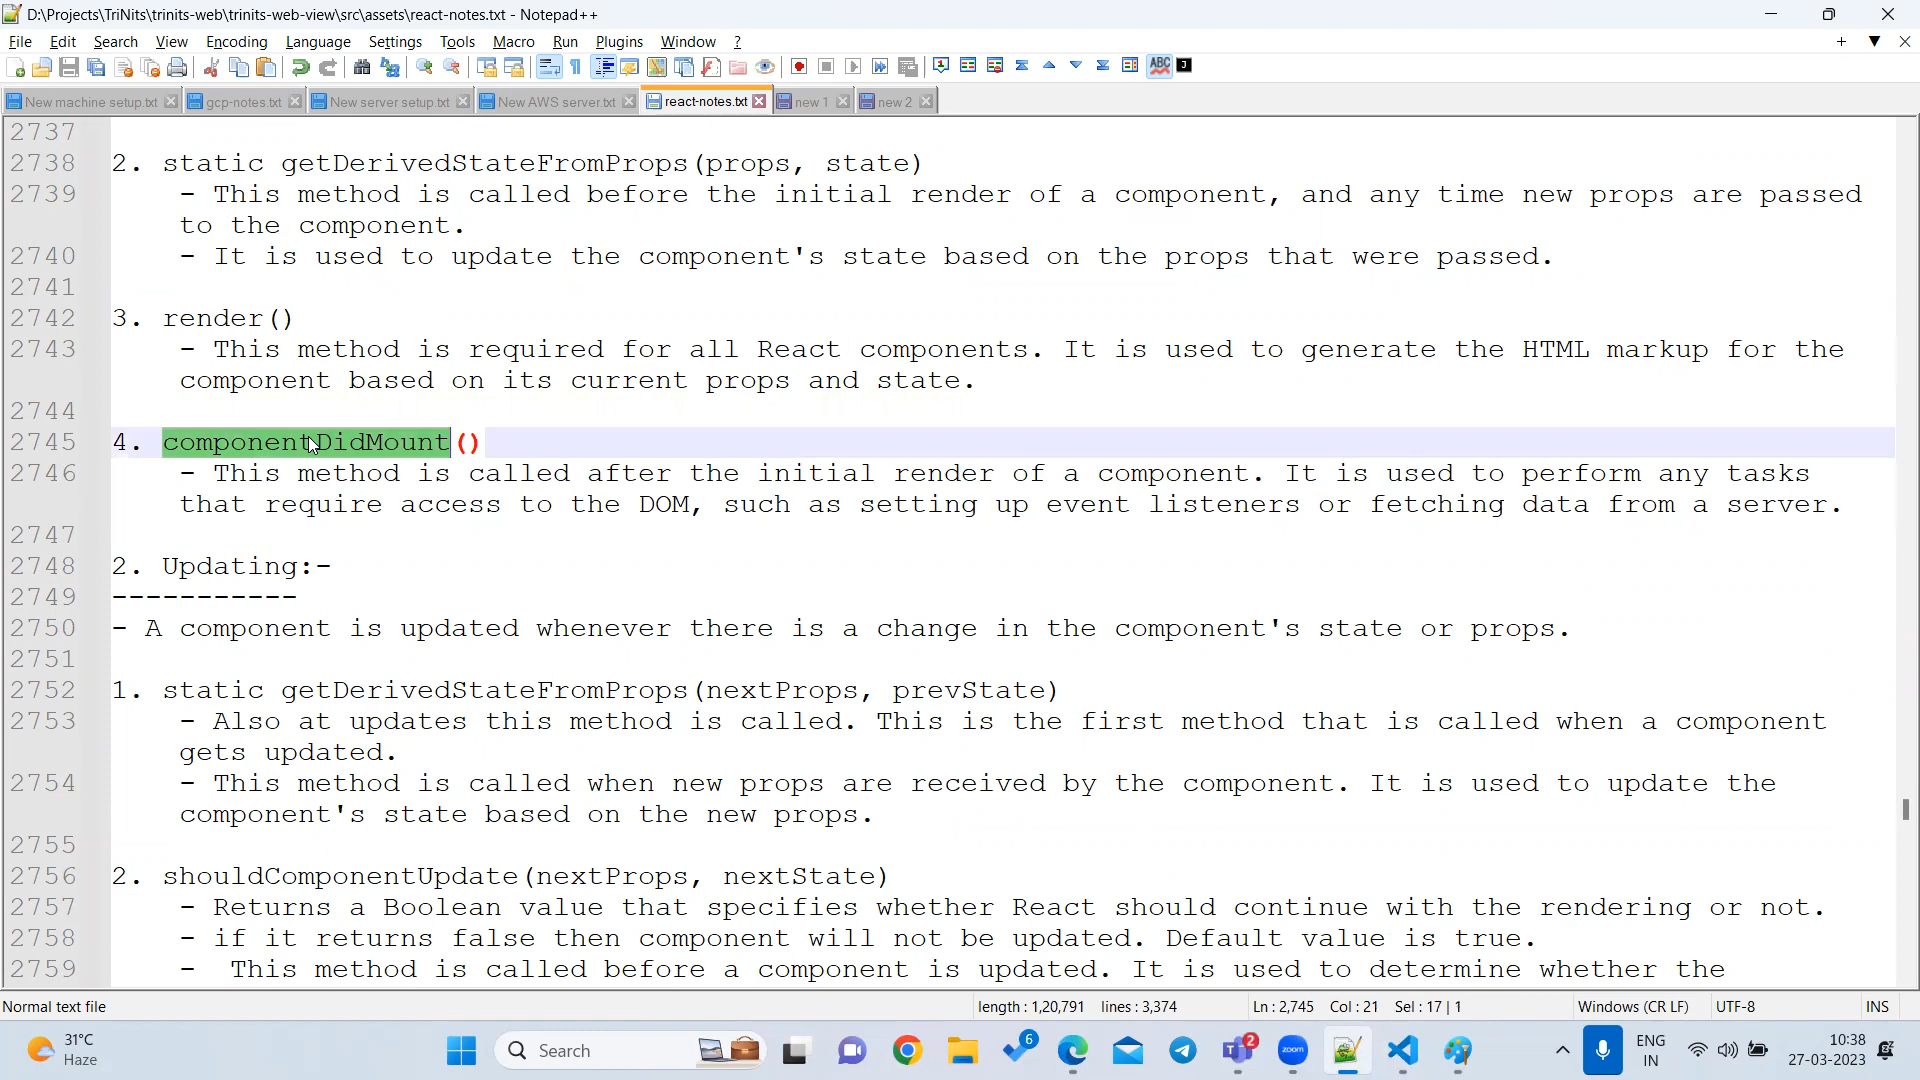 D:\Projects\TriNits\trinits-web\trinits-web-view\src\assets\react-notes.txt - Notepad++
File Edit Search View Encoding Language Settings Tools Macro Run Plugins Window ?
New machine setup.txt gcp-notes.txt New server setup.txt New AWS server.txt react-notes.txt new 1 new 2
2737
2738 2. static getDerivedStateFromProps(props, state)
2739 - This method is called before the initial render of a component, and any time new props are passed
to the component.
2740 - It is used to update the component's state based on the props that were passed.
2741
2742 3. render()
2743 - This method is required for all React components. It is used to generate the HTML markup for the
component based on its current props and state.
2744
2745 4. componentDidMount()
2746 - This method is called after the initial render of a component. It is used to perform any tasks
that require access to the DOM, such as setting up event listeners or fetching data from a server.
2747
2748 2. Updating:-
2749 -----------
2750 - A component is updated whenever there is a change in the component's state or props.
2751
2752 1. static getDerivedStateFromProps(nextProps, prevState)
2753 - Also at updates this method is called. This is the first method that is called when a component
gets updated.
2754 - This method is called when new props are received by the component. It is used to update the
component's state based on the new props.
2755
2756 2. shouldComponentUpdate(nextProps, nextState)
2757 - Returns a Boolean value that specifies whether React should continue with the rendering or not.
2758 - if it returns false then component will not be updated. Default value is true.
2759 - This method is called before a component is updated. It is used to determine whether the
Normal text file length : 1,20,791 lines : 3,374 Ln : 2,745 Col : 21 Sel : 17 | 1 Windows (CR LF) UTF-8 INS
31°C
Haze
Search
6
2
zoom
ENG
IN
10:38
27-03-2023